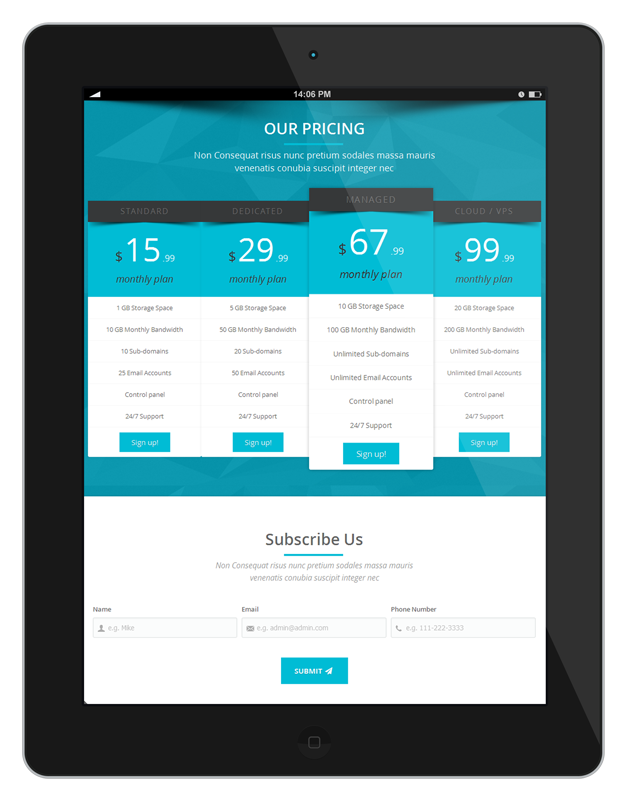 14:06 PM
OUR PRICING
Non Consequat risus nunc pretium sodales massa mauris
venenatis conubia suscipit integer nec
STANDARD
$15.99
monthly plan
1 GB Storage Space
10 GB Monthly Bandwidth
10 Sub-domains
25 Email Accounts
Control panel
24/7 Support
Sign up!
DEDICATED
$29.99
monthly plan
5 GB Storage Space
50 GB Monthly Bandwidth
20 Sub-domains
50 Email Accounts
Control panel
24/7 Support
Sign up!
MANAGED
$67.99
monthly plan
10 GB Storage Space
100 GB Monthly Bandwidth
Unlimited Sub-domains
Unlimited Email Accounts
Control panel
24/7 Support
Sign up!
CLOUD / VPS
$99.99
monthly plan
20 GB Storage Space
200 GB Monthly Bandwidth
Unlimited Sub-domains
Unlimited Email Accounts
Control panel
24/7 Support
Sign up!
Subscribe Us
Non Consequat risus nunc pretium sodales massa mauris
venenatis conubia suscipit integer nec
Name
e.g. Mike
Email
e.g. admin@admin.com
Phone Number
e.g. 111-222-3333
SUBMIT